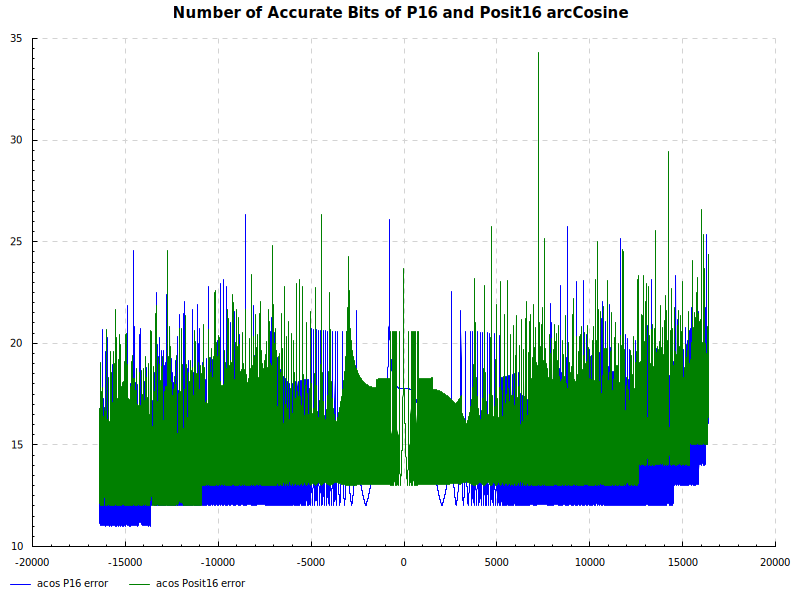 Number of Accurate Bits of P16 and Posit16 arcCosine
35
30
25
20
15
10
-20000 -15000 -10000 -5000 0 5000 10000 15000 20000
acos P16 error acos Posit16 error